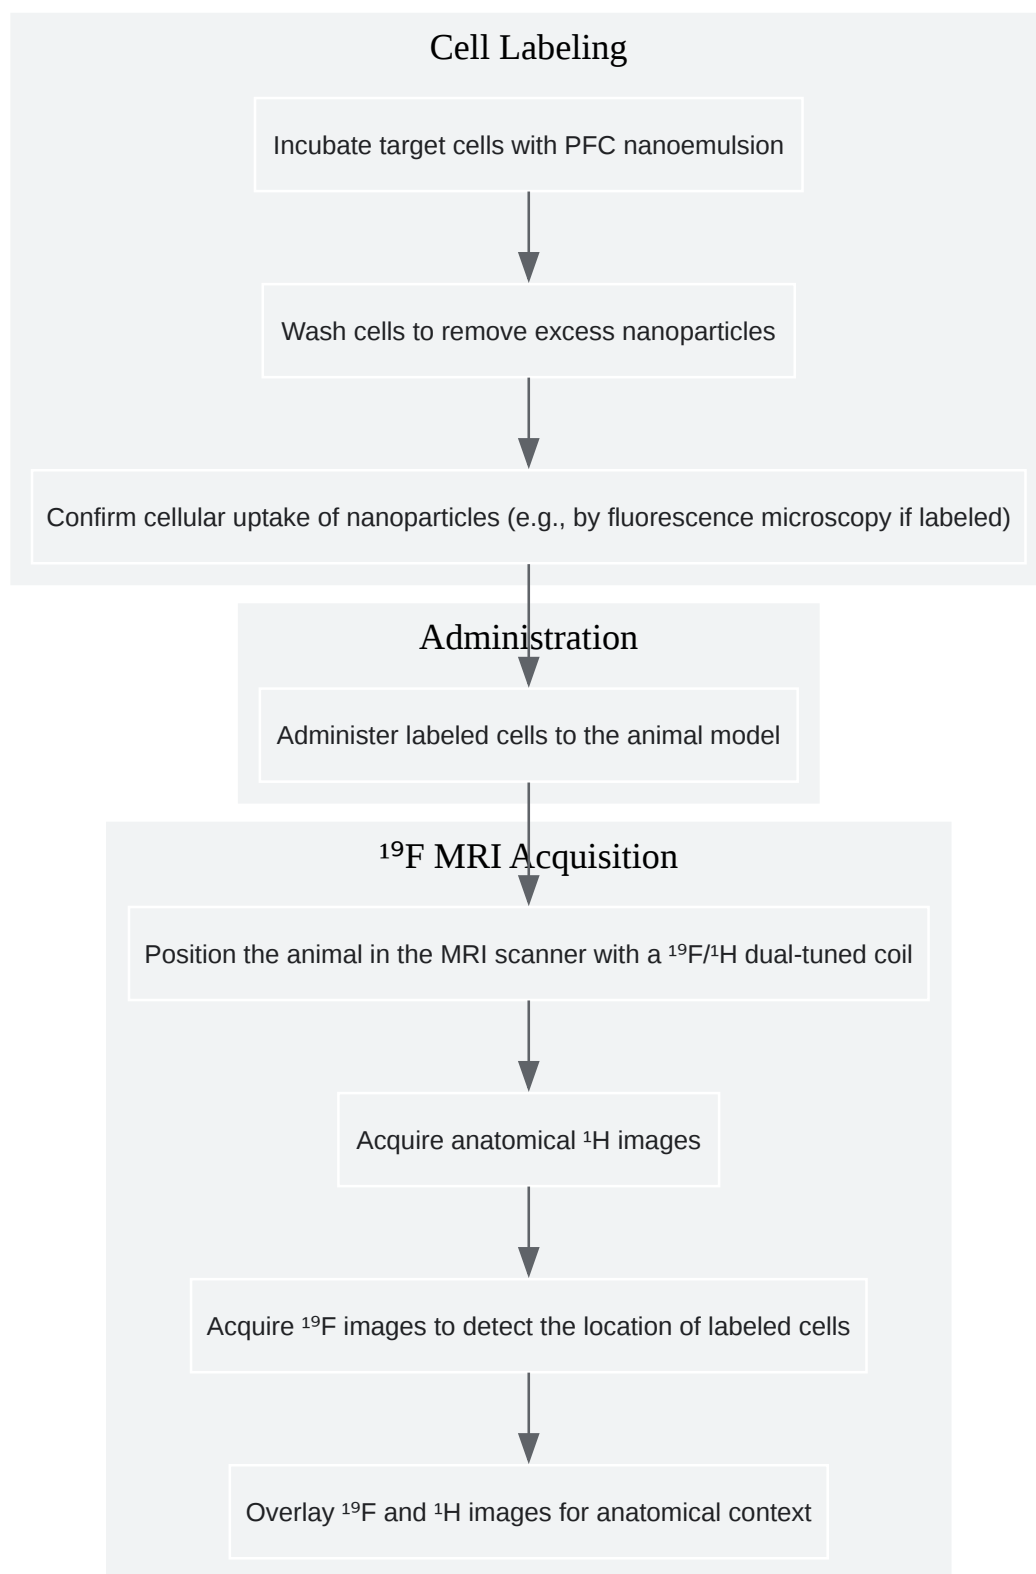 Cell Labeling
Incubate target cells with PFC nanoemulsion
Wash cells to remove excess nanoparticles
Confirm cellular uptake of nanoparticles (e.g., by fluorescence microscopy if labeled)
Administration
Administer labeled cells to the animal model
¹⁹F MRI Acquisition
Position the animal in the MRI scanner with a ¹⁹F/¹H dual-tuned coil
Acquire anatomical ¹H images
Acquire ¹⁹F images to detect the location of labeled cells
Overlay ¹⁹F and ¹H images for anatomical context